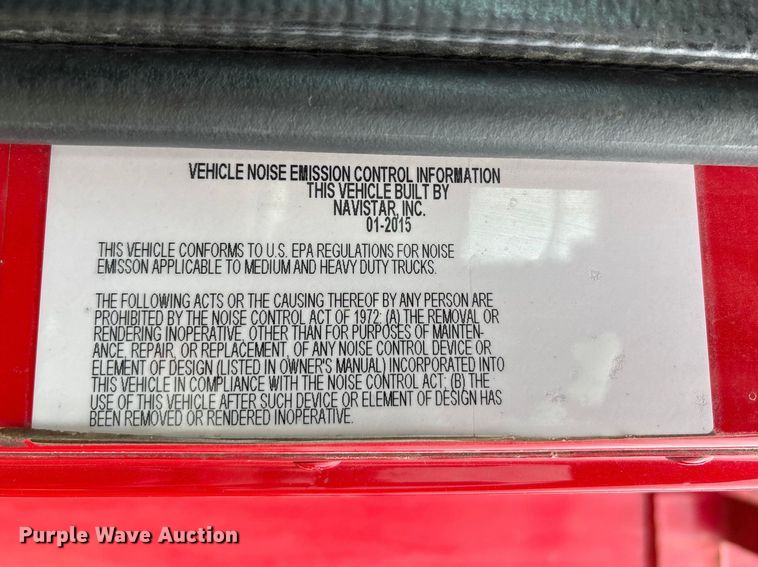 VEHICLE NOISE EMISSION CONTROL INFORMATION
THIS VEHICLE BUILT BY
NAVISTAR, INC.
01-2015
THIS VEHICLE CONFORMS TO U.S. EPA REGULATIONS FOR NOISE
EMISSON APPLICABLE TO MEDIUM AND HEAVY DUTY TRUCKS.
THE FOLLOWING ACTS OR THE CAUSING THEREOF BY ANY PERSON ARE
PROHIBITED BY THE NOISE CONTROL ACT OF 1972: (A) THE REMOVAL OR
RENDERING INOPERATIVE, OTHER THAN FOR PURPOSES OF MAINTEN-
ANCE, REPAIR, OR REPLACEMENT, OF ANY NOISE CONTROL DEVICE OR
ELEMENT OF DESIGN (LISTED IN OWNER'S MANUAL) INCORPORATED INTO
THIS VEHICLE IN COMPLIANCE WITH THE NOISE CONTROL ACT; (B) THE
USE OF THIS VEHICLE AFTER SUCH DEVICE OR ELEMENT OF DESIGN HAS
BEEN REMOVED OR RENDERED INOPERATIVE.
Purple Wave Auction